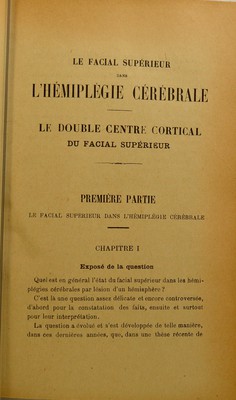 LE FACIAL SUPÉRIEUR
DANS
L'HÉMIPLÉGIE CÉRÉBRALE
LE DOUBLE CENTRE CORTICAL
DU FACIAL SUPÉRIEUR
PREMIÈRE PARTIE
LE FACIAL SUPERIEUR DANS L'HÉMIPLÉGIE CÉRÉBRALE
CHAPITRE I
Exposé de la question
Quel est en général l'état du facial supérieur dans les hémi-
plégies cérébrales par lésion d'un hémisphère ?
C'est là une question assez délicate et encore controversée,
d'abord pour la constatation des faits, ensuite et surtout
pour leur interprétation.
La question a évolué et s'est développée de telle manière,
dans ces dernières années, que, dans une thèse récente de